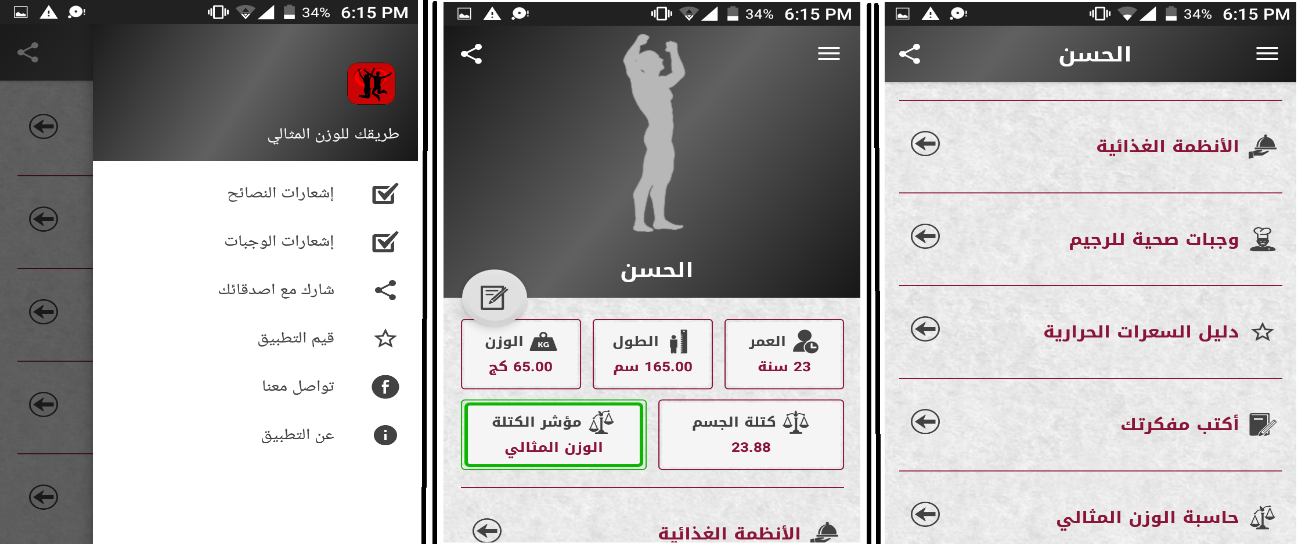 34% 6:15 PM
طريقك للوزن المثالي
إشعارات النصائح
إشعارات الوجبات
شارك مع اصدقائك
قيم التطبيق
تواصل معنا
عن التطبيق
34% 6:15 PM
الحسن
العمر
23 سنة
الطول
165.00 سم
الوزن
KG
65.00 كج
كتلة الجسم
23.88
مؤشر الكتلة
الوزن المثالي
الأنظمة الغذائية
34% 6:15 PM
الحسن
الأنظمة الغذائية
وجبات صحية للرجيم
دليل السعرات الحرارية
أكتب مفكرتك
حاسبة الوزن المثالي